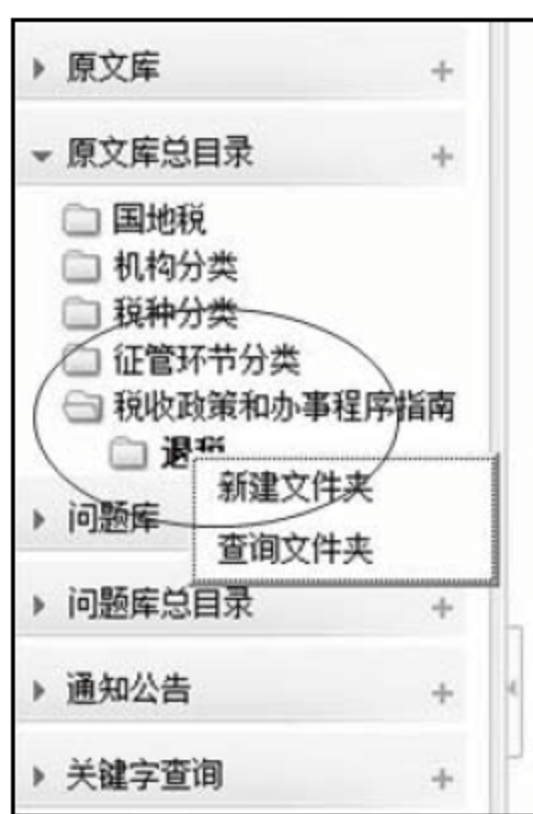 原文库
原文库总目录
国地税
机构分类
税种分类
征管环节分类
税收政策和办事程序指南
退税
新建文件夹
问题库
查询文件夹
问题库总目录
通知公告
关键字查询